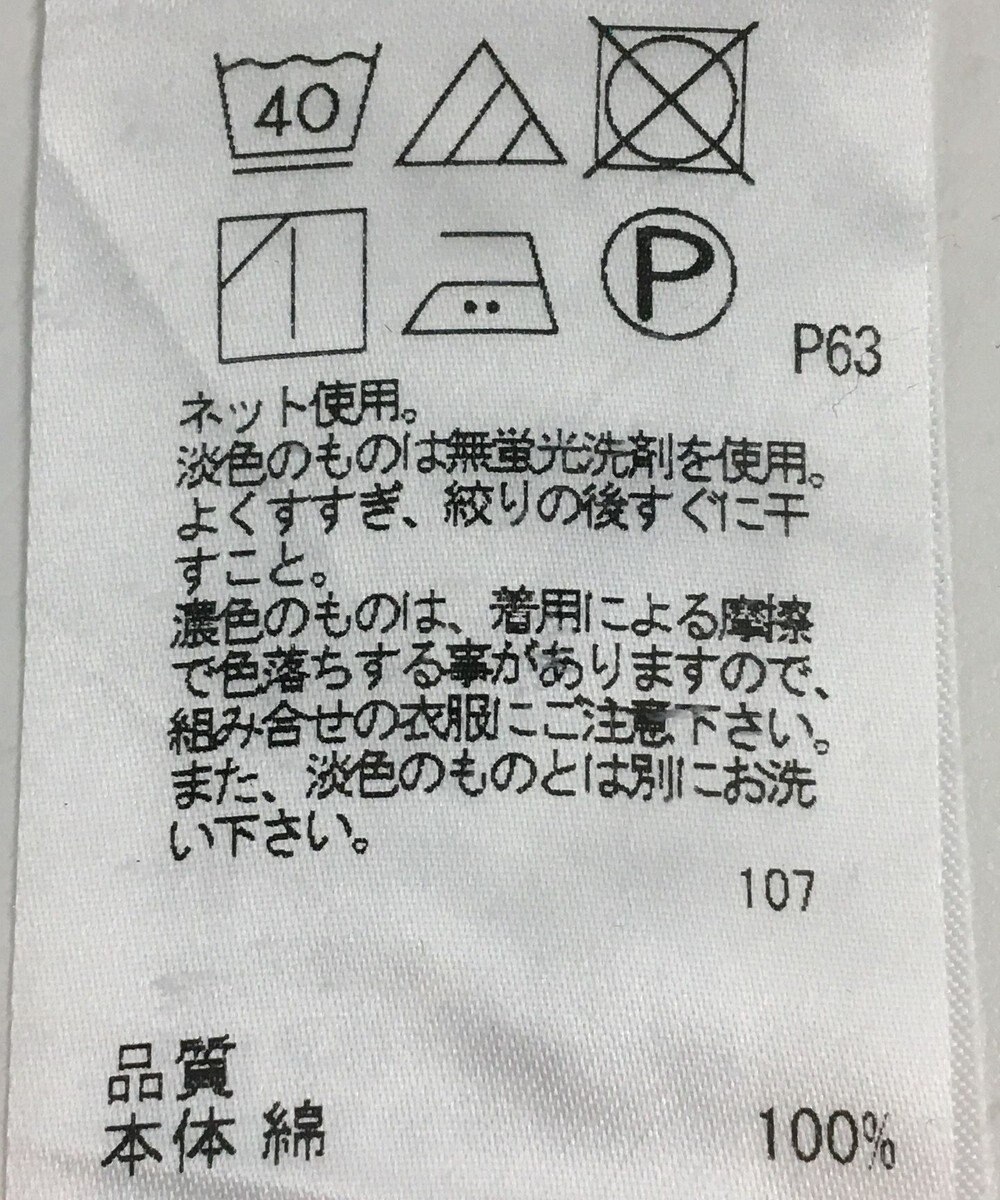 40
P
P63
ネット使用。
淡色のものは無蛍光洗剤を使用。
よくすすぎ、絞りの後すぐに干
すこと。
濃色のものは、着用による摩擦
で色落ちする事がありますので、
組み合せの衣服にご注意下さい。
また、淡色のものとは別にお洗
い下さい。
107
品質
本体 綿 100%